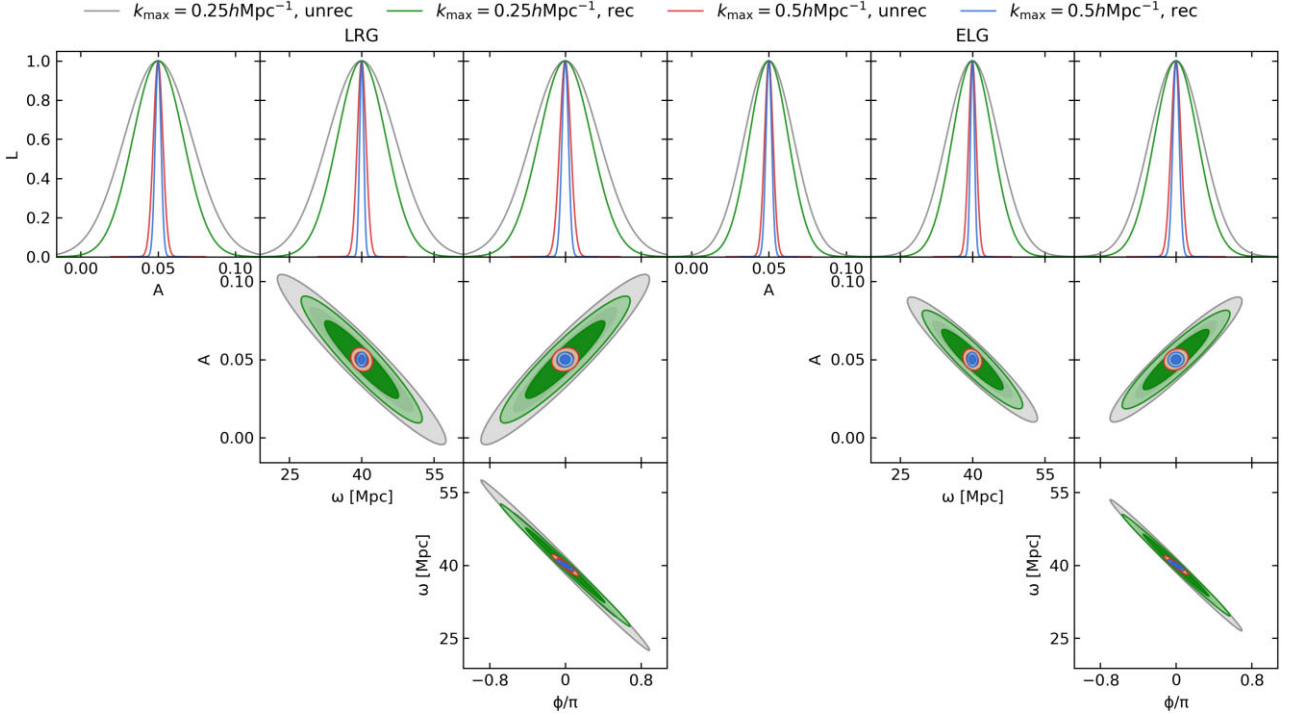 k_max = 0.25hMpc⁻¹, unrec k_max = 0.25hMpc⁻¹, rec k_max = 0.5hMpc⁻¹, unrec k_max = 0.5hMpc⁻¹, rec
LRG ELG
1.0
0.8
0.6
L
0.4
0.2
0.0
0.00 0.05 0.10 0.00 0.05 0.10
A A
0.10 0.10
A 0.05 A 0.05
0.00 0.00
25 40 55 25 40 55
ω [Mpc] ω [Mpc]
55 55
ω [Mpc] 40 ω [Mpc] 40
25 25
−0.8 0 0.8 −0.8 0 0.8
ϕ/π ϕ/π